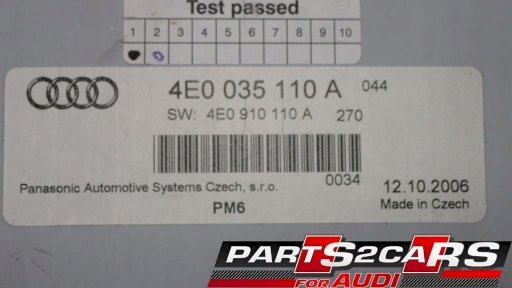 Test passed
1 2 3 4 5 6 7 8 9 10
4E0 035 110 A 044
SW: 4E0 910 110 A 270
0034
Panasonic Automotive Systems Czech, s.r.o. 12.10.2006
PM6 Made in Czech
PARTS2CARS
FOR AUDI